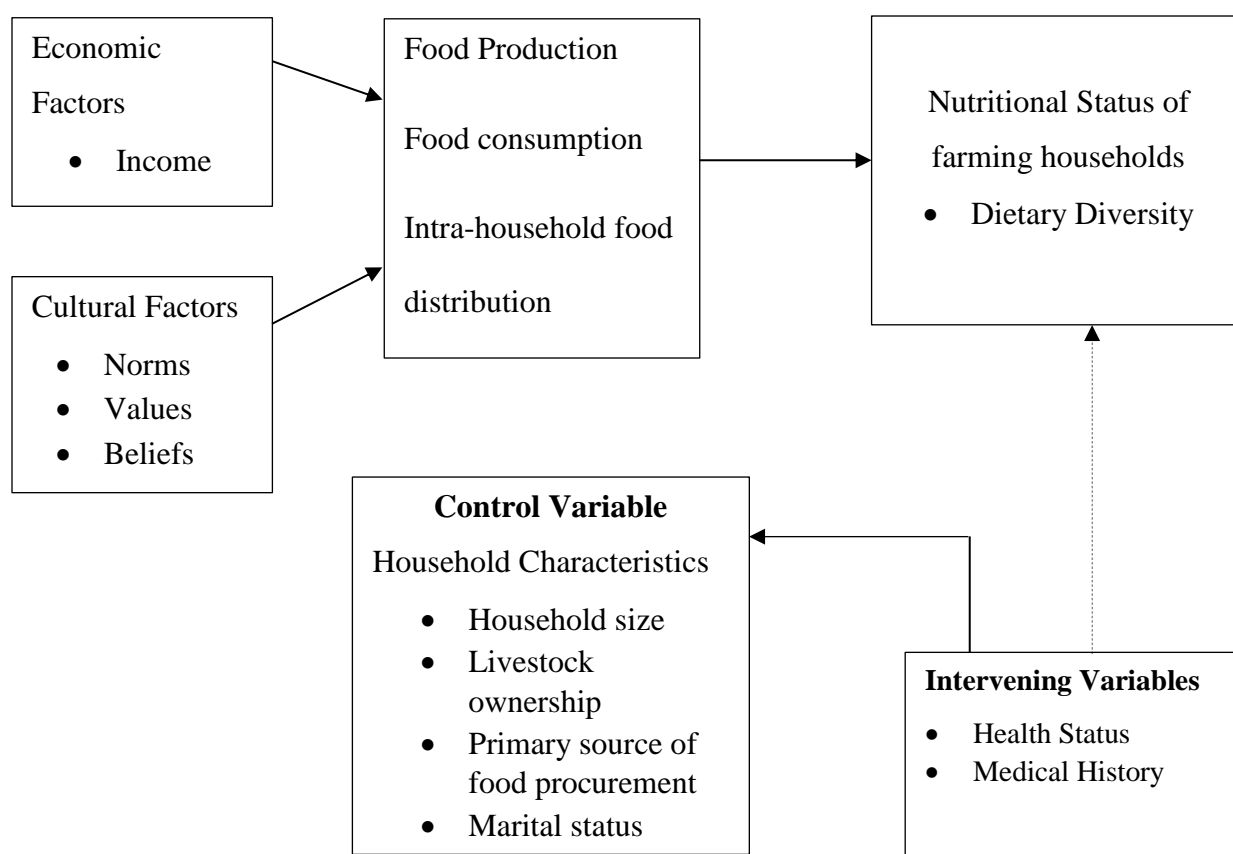 Economic
Factors
• Income
Food Production
Food consumption
Intra-household food
distribution
Nutritional Status of
farming households
• Dietary Diversity
Cultural Factors
• Norms
• Values
• Beliefs
Control Variable
Household Characteristics
• Household size
• Livestock
ownership
• Primary source of
food procurement
• Marital status
Intervening Variables
• Health Status
• Medical History